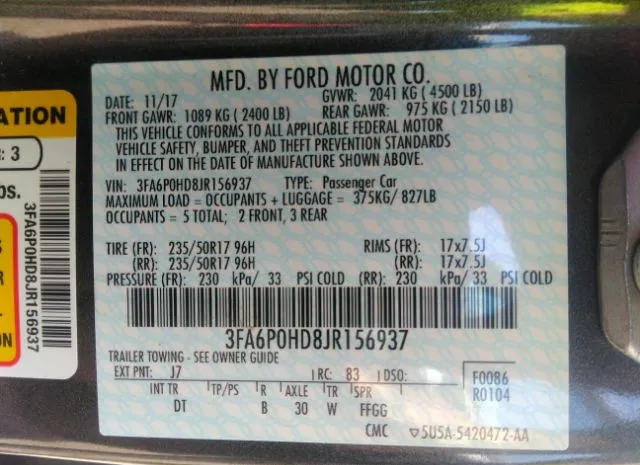 ATION
: 3
bs.
S
R
ON
3FA6P0HD8JR156937
MFD. BY FORD MOTOR CO.
DATE: 11/17 GVWR: 2041 KG ( 4500 LB)
FRONT GAWR: 1089 KG ( 2400 LB) REAR GAWR: 975 KG ( 2150 LB)
THIS VEHICLE CONFORMS TO ALL APPLICABLE FEDERAL MOTOR
VEHICLE SAFETY, BUMPER, AND THEFT PREVENTION STANDARDS
IN EFFECT ON THE DATE OF MANUFACTURE SHOWN ABOVE.
VIN: 3FA6P0HD8JR156937 TYPE: Passenger Car
MAXIMUM LOAD = OCCUPANTS + LUGGAGE = 375KG/ 827LB
OCCUPANTS = 5 TOTAL; 2 FRONT, 3 REAR
TIRE (FR): 235/50R17 96H RIMS (FR): 17x7.5J
(RR): 235/50R17 96H (RR): 17x7.5J
PRESSURE (FR): 230 kPa/ 33 PSI COLD (RR): 230 kPa/ 33 PSI COLD
3FA6P0HD8JR156937
TRAILER TOWING - SEE OWNER GUIDE
EXT PNT: J7 RC: 83 DSO: F0086
INT TR TP/PS R AXLE TR SPR R0104
DT B 30 W FFGG
CMC ▽5U5A-5420472-AA